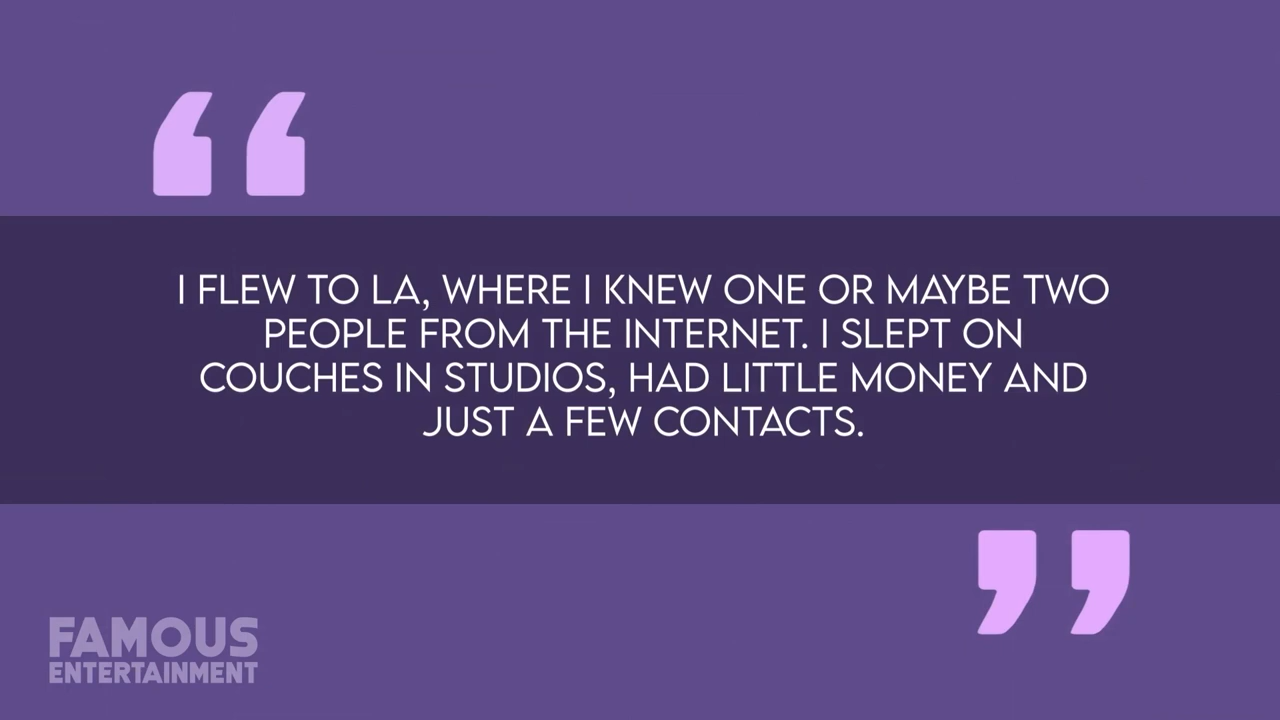 I FLEW TO LA, WHERE I KNEW ONE OR MAYBE TWO
PEOPLE FROM THE INTERNET. I SLEPT ON
COUCHES IN STUDIOS, HAD LITTLE MONEY AND
JUST A FEW CONTACTS.
FAMOUS
ENTERTAINMENT